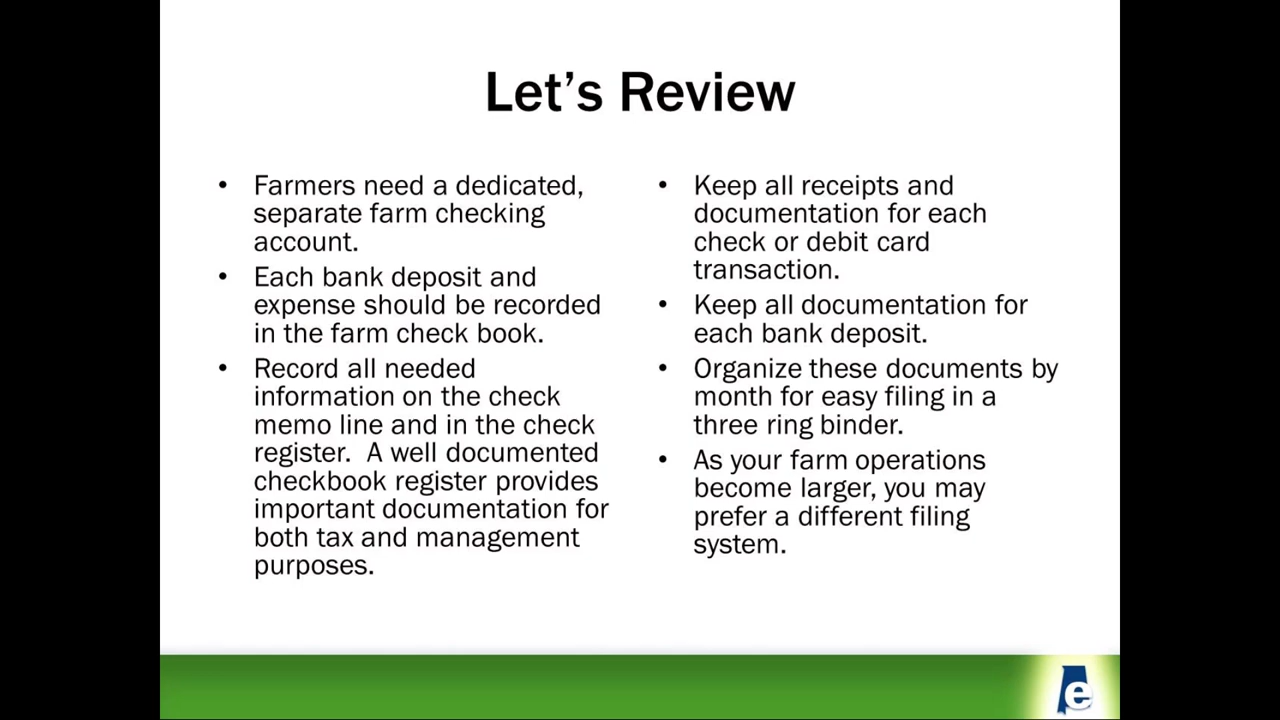 Let’s Review
• Farmers need a dedicated,
separate farm checking
account.
• Each bank deposit and
expense should be recorded
in the farm check book.
• Record all needed
information on the check
memo line and in the check
register.  A well documented
checkbook register provides
important documentation for
both tax and management
purposes.
• Keep all receipts and
documentation for each
check or debit card
transaction.
• Keep all documentation for
each bank deposit.
• Organize these documents by
month for easy filing in a
three ring binder.
• As your farm operations
become larger, you may
prefer a different filing
system.
e